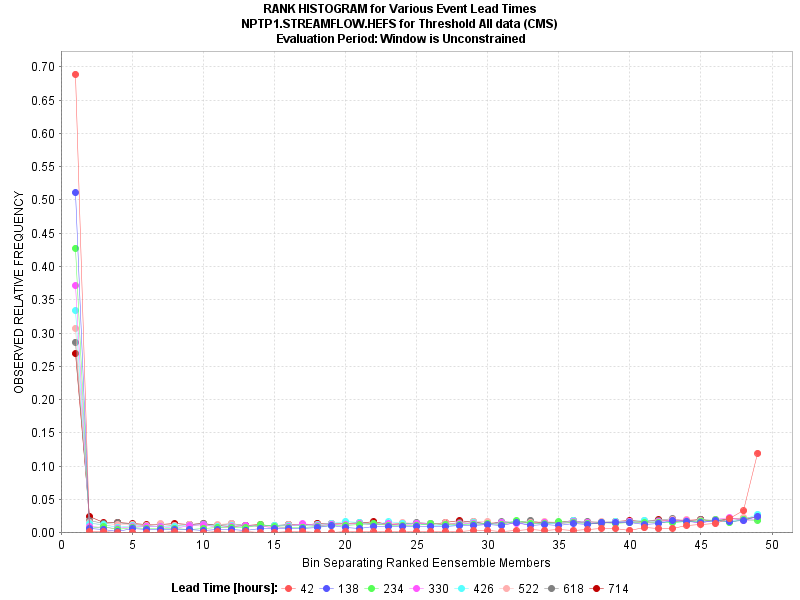 RANK HISTOGRAM for Various Event Lead Times
NPTP1.STREAMFLOW.HEFS for Threshold All data (CMS)
Evaluation Period: Window is Unconstrained
OBSERVED RELATIVE FREQUENCY
0.70
0.65
0.60
0.55
0.50
0.45
0.40
0.35
0.30
0.25
0.20
0.15
0.10
0.05
0.00
0 5 10 15 20 25 30 35 40 45 50
Bin Separating Ranked Eensemble Members
Lead Time [hours]: 42 138 234 330 426 522 618 714